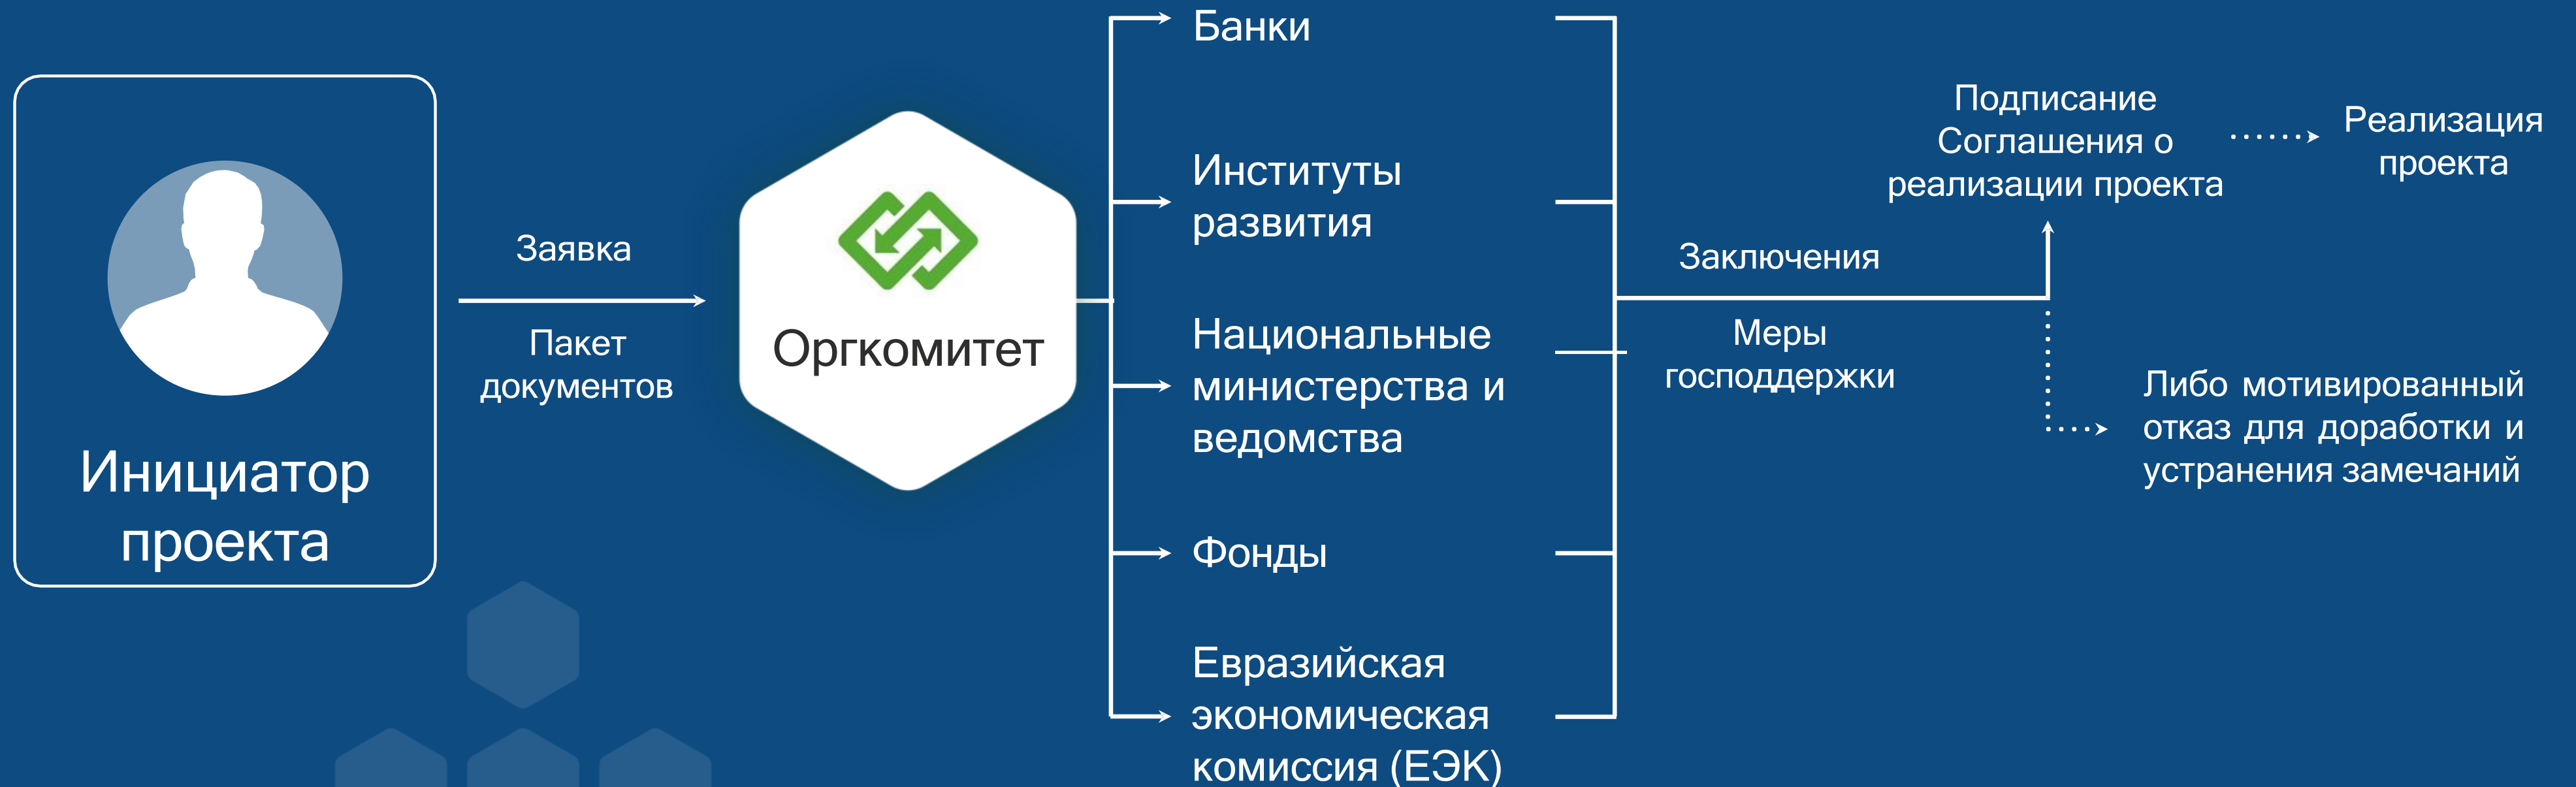 Инициатор
проекта
Заявка
Пакет
документов
Оргкомитет
Банки
Институты
развития
Национальные
министерства и
ведомства
Фонды
Евразийская
экономическая
комиссия (ЕЭК)
Заключения
Меры
господдержки
Подписание
Соглашения о
реализации проекта
Реализация
проекта
Либо мотивированный
отказ для доработки и
устранения замечаний